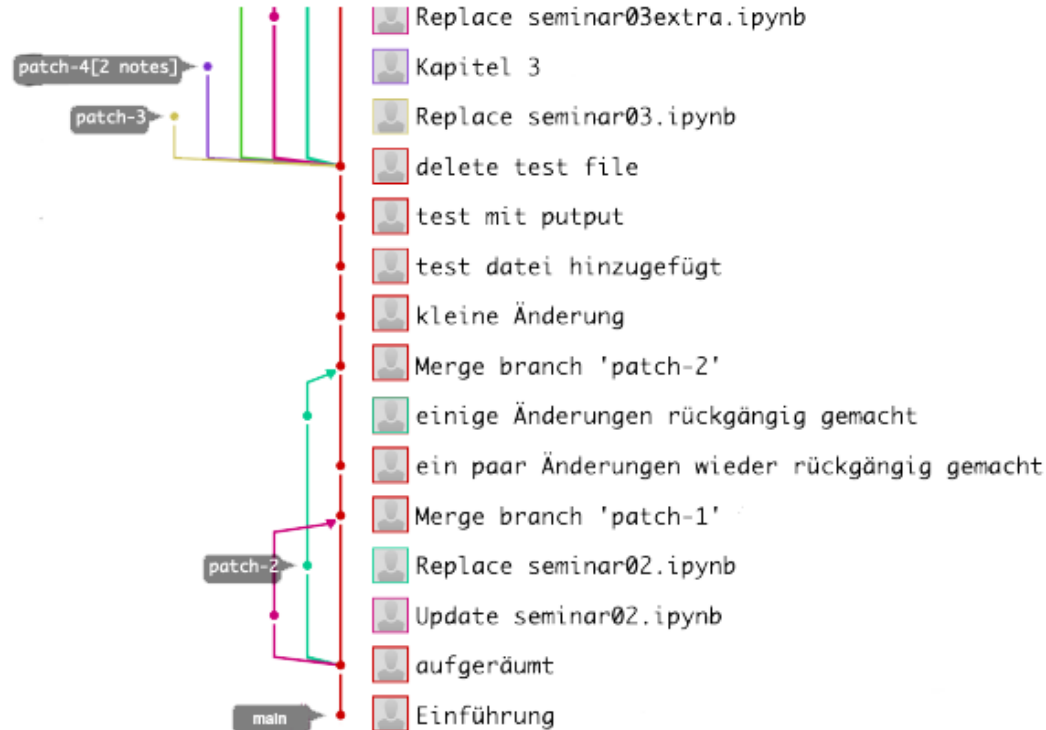 Replace seminar03extra.ipynb
patch-4[2 notes] Kapitel 3
patch-3 Replace seminar03.ipynb
delete test file
test mit putput
test datei hinzugefügt
kleine Änderung
Merge branch 'patch-2'
einige Änderungen rückgängig gemacht
ein paar Änderungen wieder rückgängig gemacht
Merge branch 'patch-1'
patch-2 Replace seminar02.ipynb
Update seminar02.ipynb
aufgeräumt
main Einführung